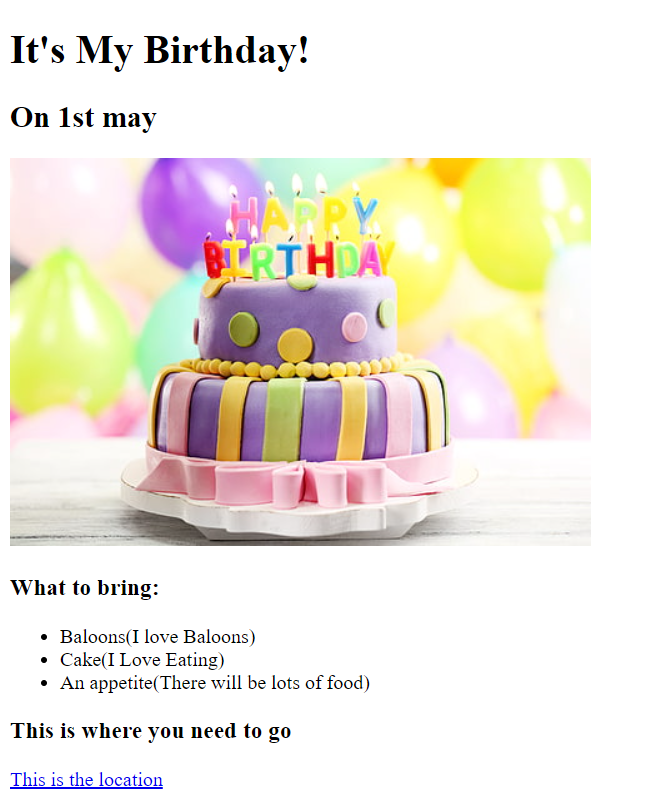 It's My Birthday!
On 1st may
HAPPY
BIRTHDAY
What to bring:
Baloons(I love Baloons)
Cake(I Love Eating)
An appetite(There will be lots of food)
This is where you need to go
This is the location